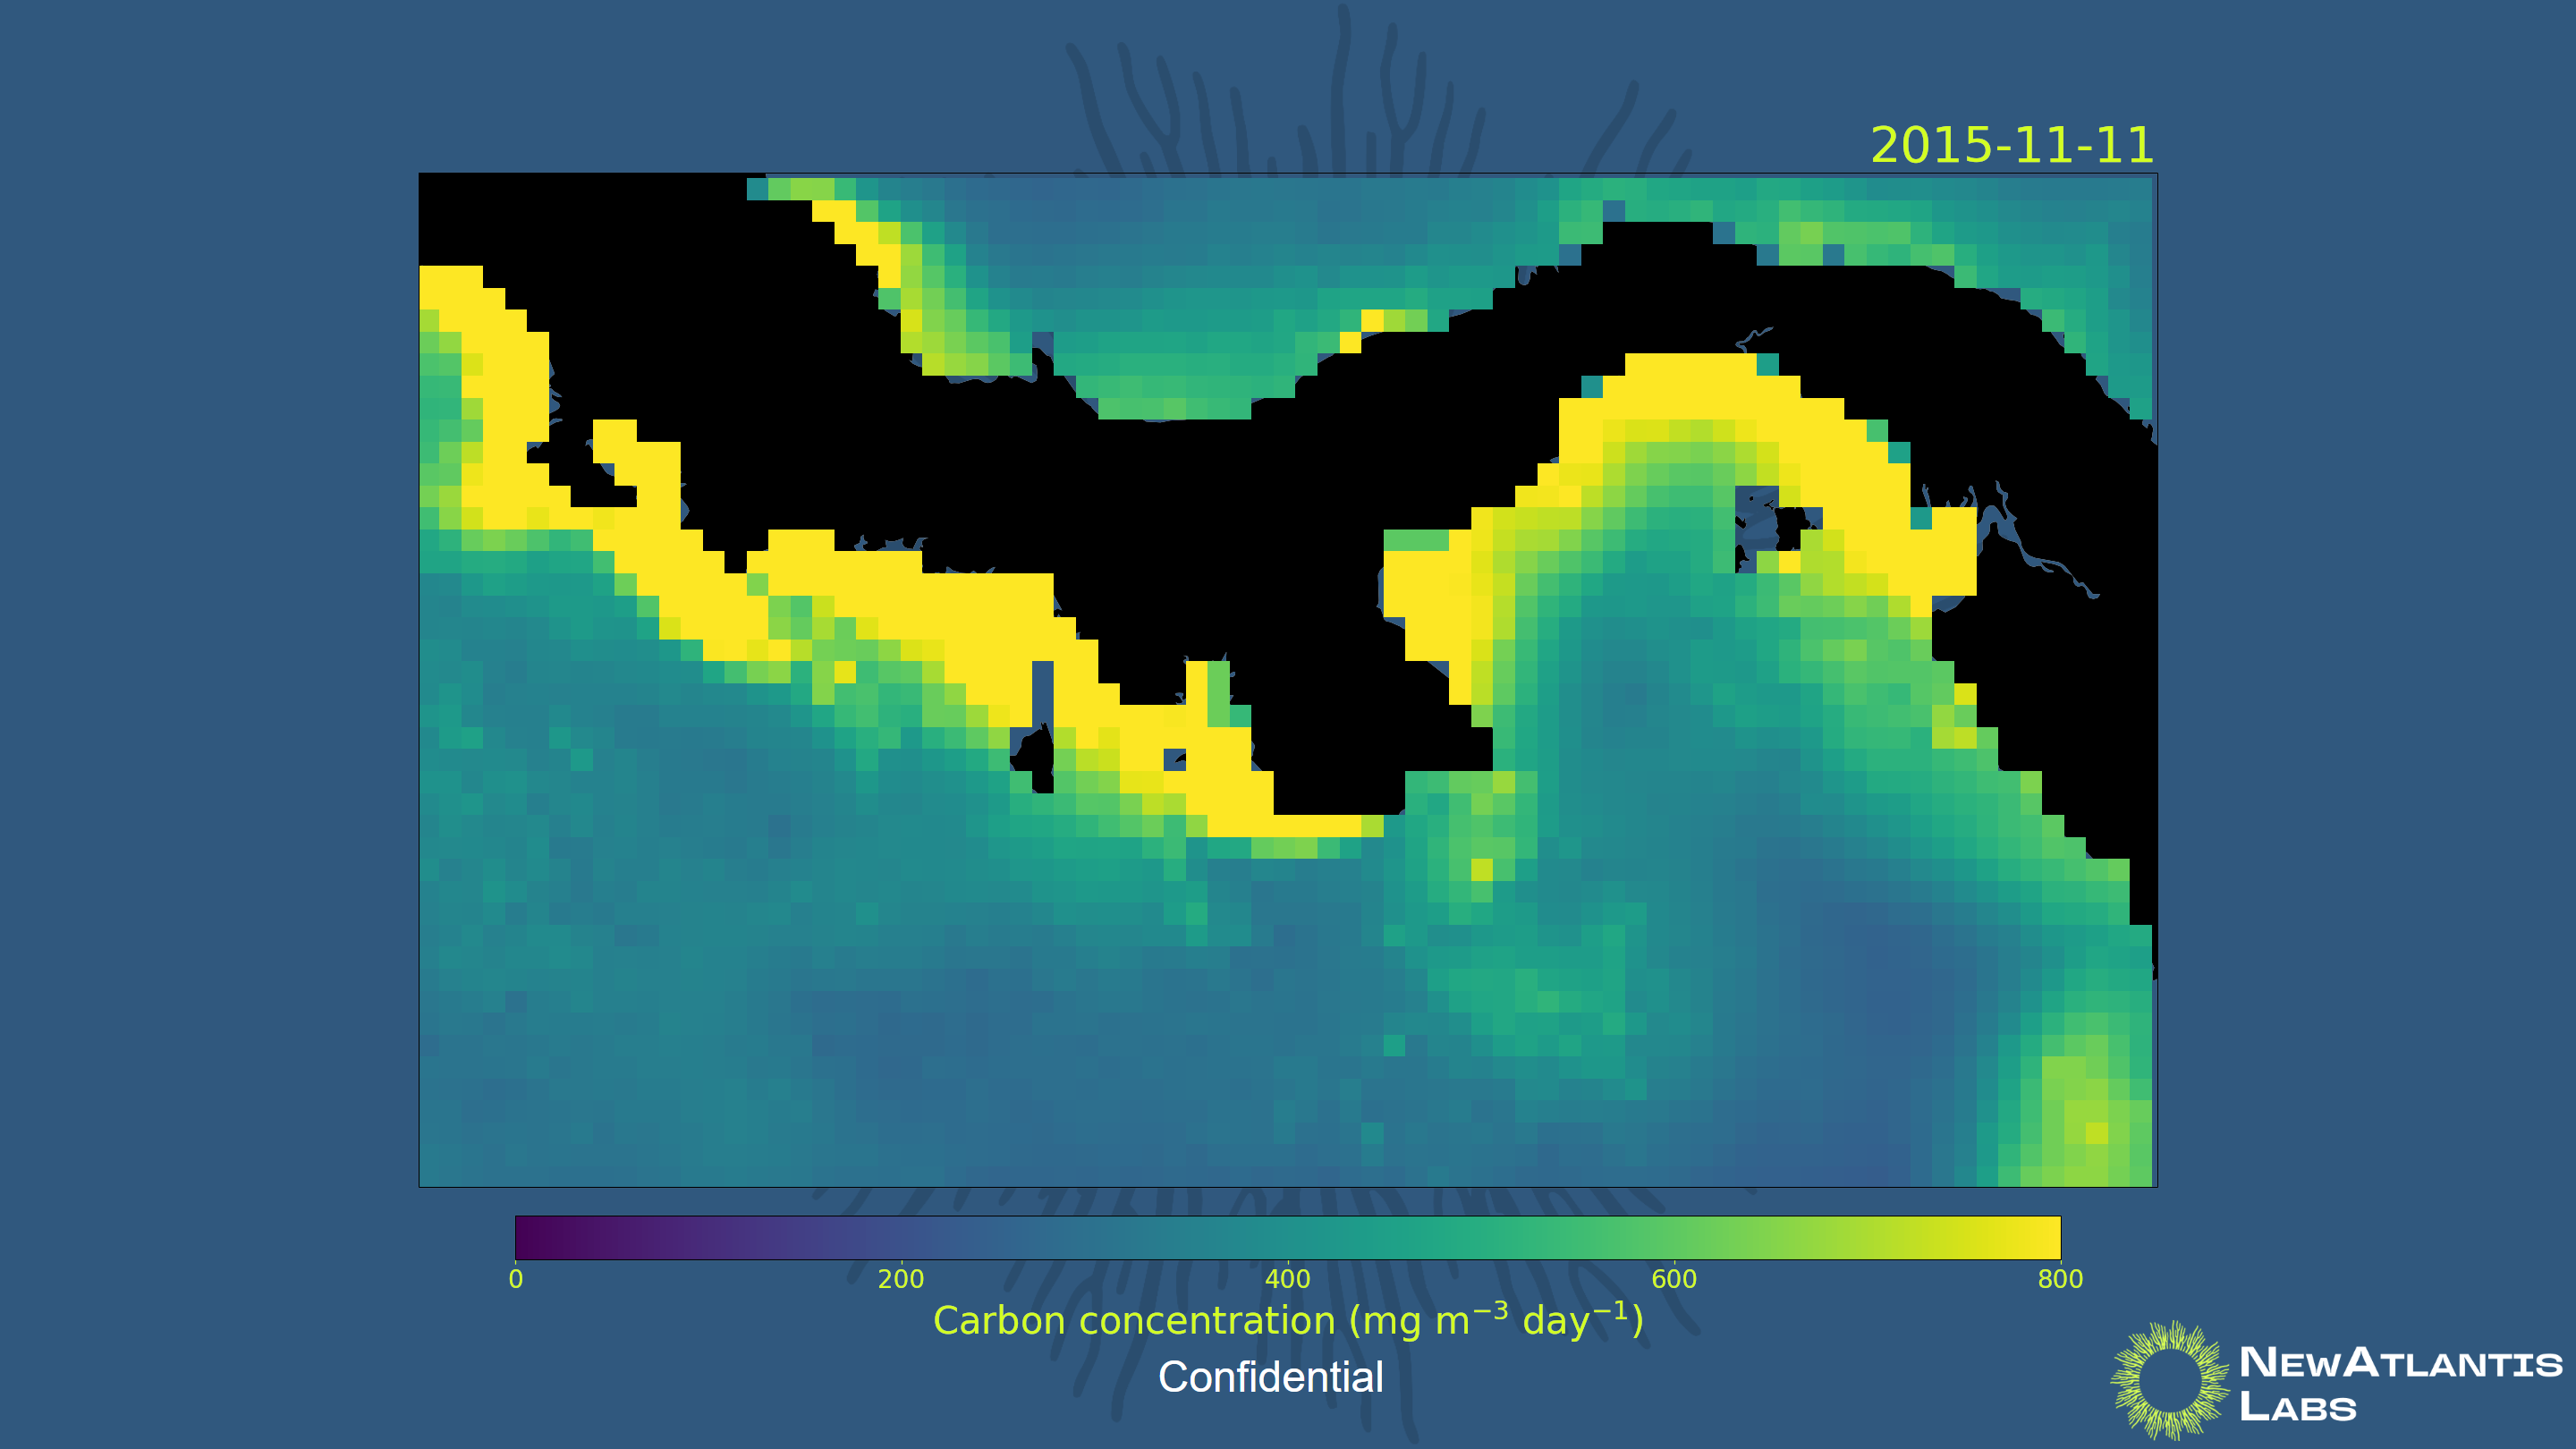 2015-11-11
0 200 400 600 800
Carbon concentration (mg m⁻³ day⁻¹)
Confidential
NEWATLANTIS
LABS